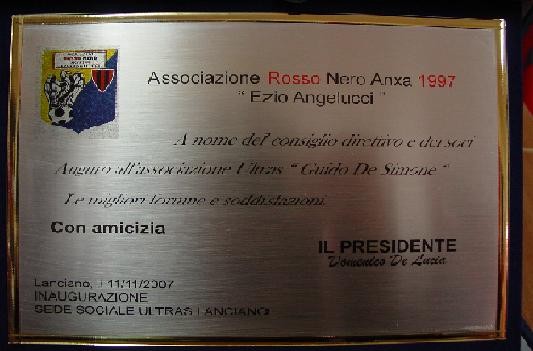 Associazione Rosso Nero Anxa 1997
" Ezio Angelucci "
A nome del consiglio direttivo e dei soci
Auguro all'associazione Ultras " Guido De Simone "
Le migliori fortune e soddisfazioni
Con amicizia
IL PRESIDENTE
Domenico De Lucia
Lanciano, lì 11/11/2007
INAUGURAZIONE
SEDE SOCIALE ULTRAS LANCIANO